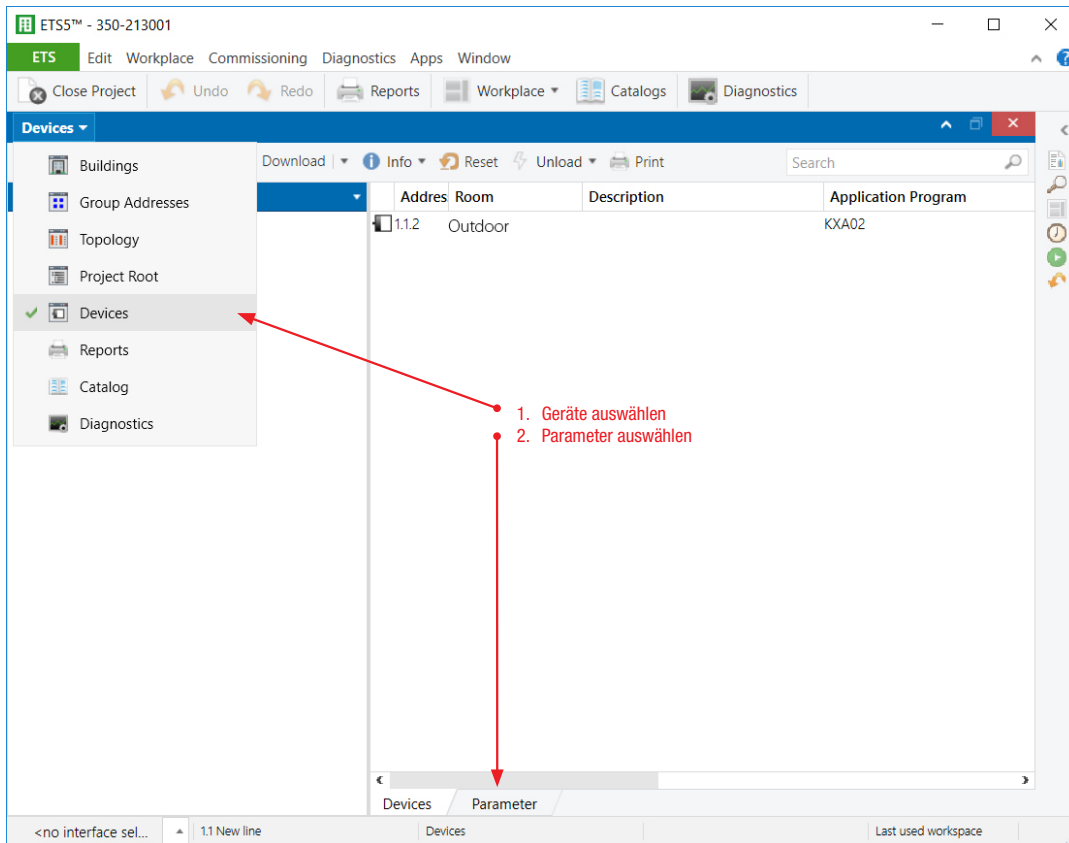 ETS5™ - 350-213001
ETS Edit Workplace Commissioning Diagnostics Apps Window
Close Project Undo Redo Reports Workplace Catalogs Diagnostics
Devices
Download Info Reset Unload Print Search
Buildings
Group Addresses
Topology
Project Root
Devices
Reports
Catalog
Diagnostics
Addres Room Description Application Program
1.1.2 Outdoor KXA02
1. Geräte auswählen
2. Parameter auswählen
Devices Parameter
<no interface sel... 1.1 New line Devices Last used workspace